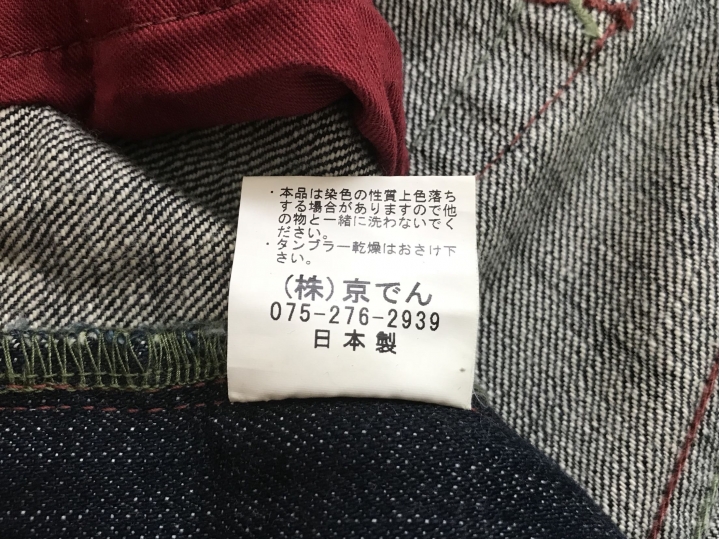 ・本品は染色の性質上色落ち
する場合がありますので他
の物と一緒に洗わないでく
ださい。
・タンブラー乾燥はおさけ下
さい。
(株)京でん
075-276-2939
日本製